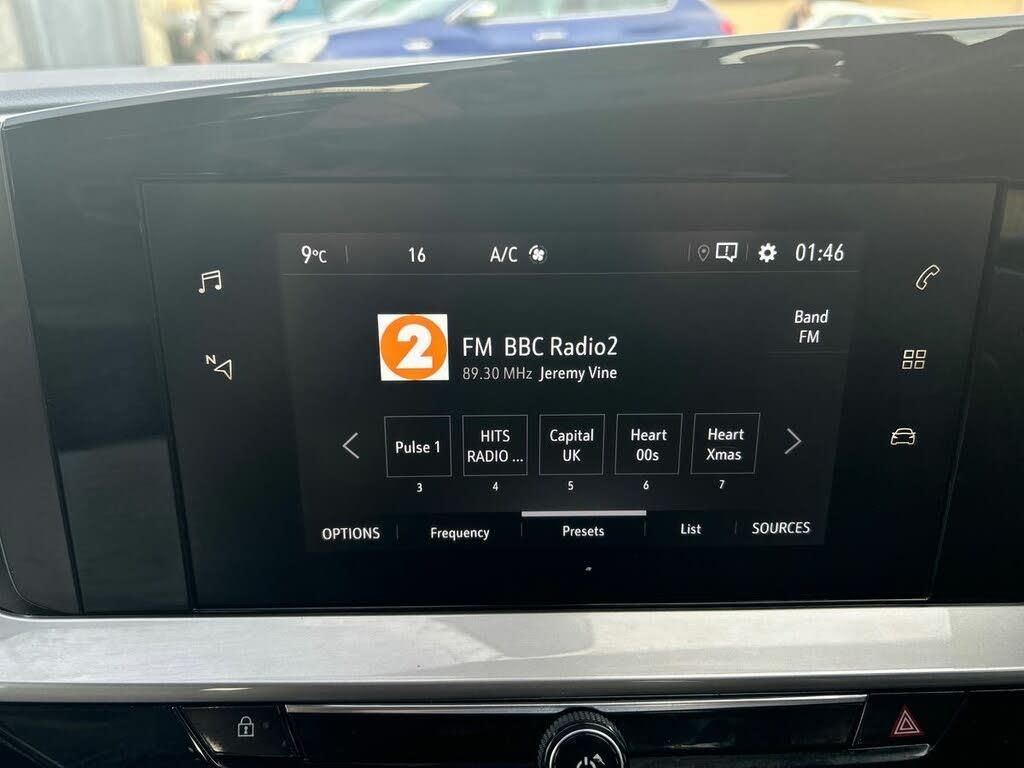 9°C 16 A/C 01:46
N
2
FM BBC Radio2
89.30 MHz Jeremy Vine
Band
FM
Pulse 1
3
HITS
RADIO ...
4
Capital
UK
5
Heart
00s
6
Heart
Xmas
7
OPTIONS Frequency Presets List SOURCES